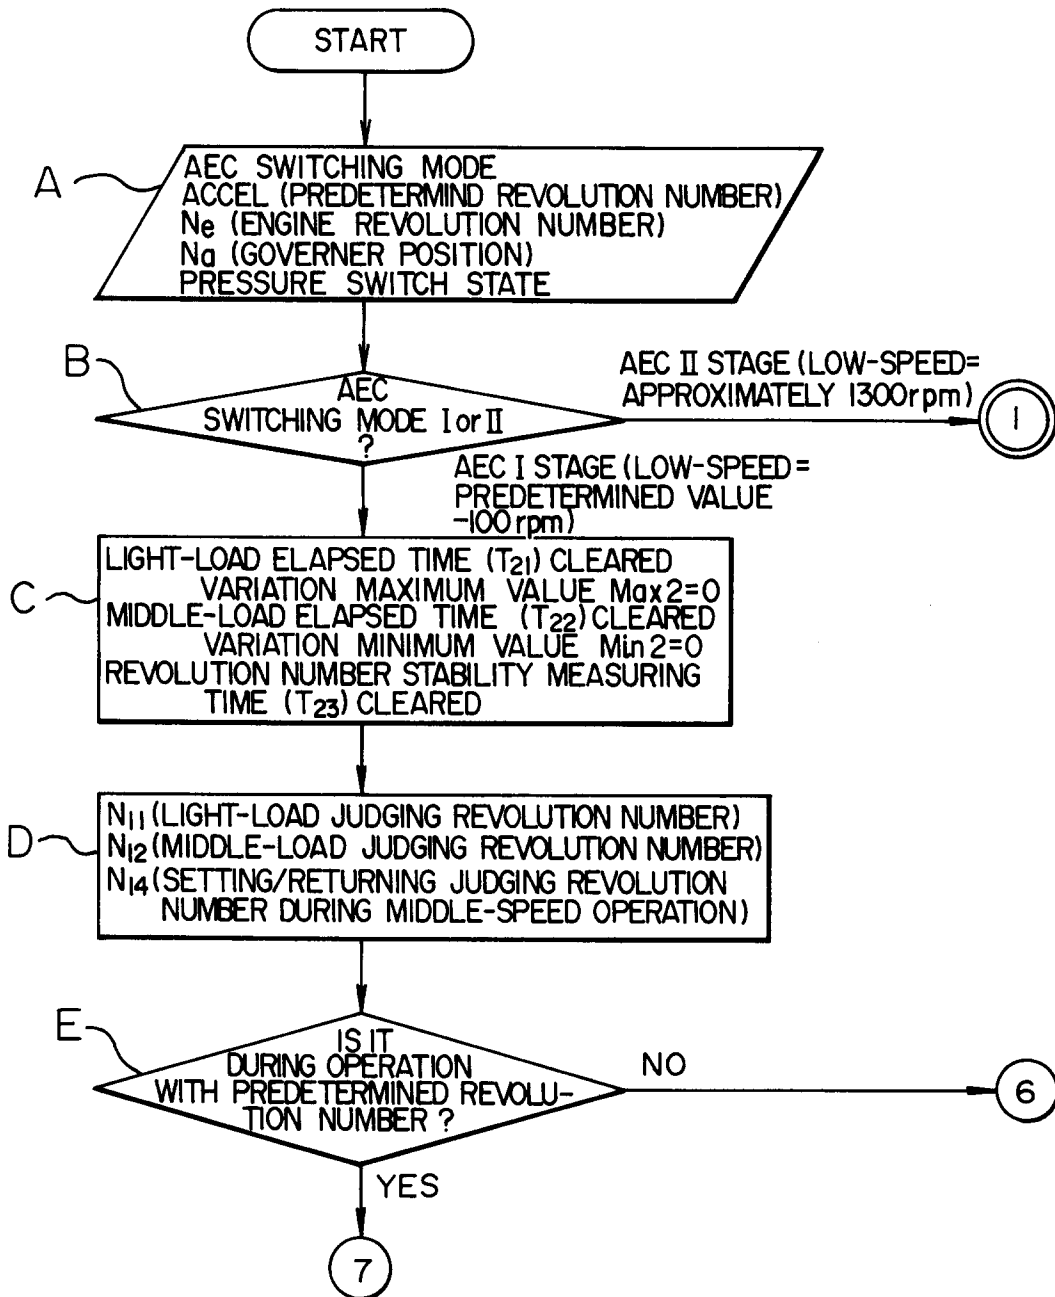 START
A
AEC SWITCHING MODE
ACCEL (PREDETERMIND REVOLUTION NUMBER)
Ne (ENGINE REVOLUTION NUMBER)
Na (GOVERNER POSITION)
PRESSURE SWITCH STATE
B
AEC
SWITCHING MODE I or II
?
AEC II STAGE (LOW-SPEED=
APPROXIMATELY 1300rpm)
1
AEC I STAGE (LOW-SPEED=
PREDETERMINED VALUE
-100rpm)
C
LIGHT-LOAD ELAPSED TIME (T21) CLEARED
VARIATION MAXIMUM VALUE Max2=0
MIDDLE-LOAD ELAPSED TIME (T22) CLEARED
VARIATION MINIMUM VALUE Min2=0
REVOLUTION NUMBER STABILITY MEASURING
TIME (T23) CLEARED
D
N11 (LIGHT-LOAD JUDGING REVOLUTION NUMBER)
N12 (MIDDLE-LOAD JUDGING REVOLUTION NUMBER)
N14 (SETTING/RETURNING JUDGING REVOLUTION
NUMBER DURING MIDDLE-SPEED OPERATION)
E
IS IT
DURING OPERATION
WITH PREDETERMINED REVOLU-
TION NUMBER ?
NO
6
YES
7